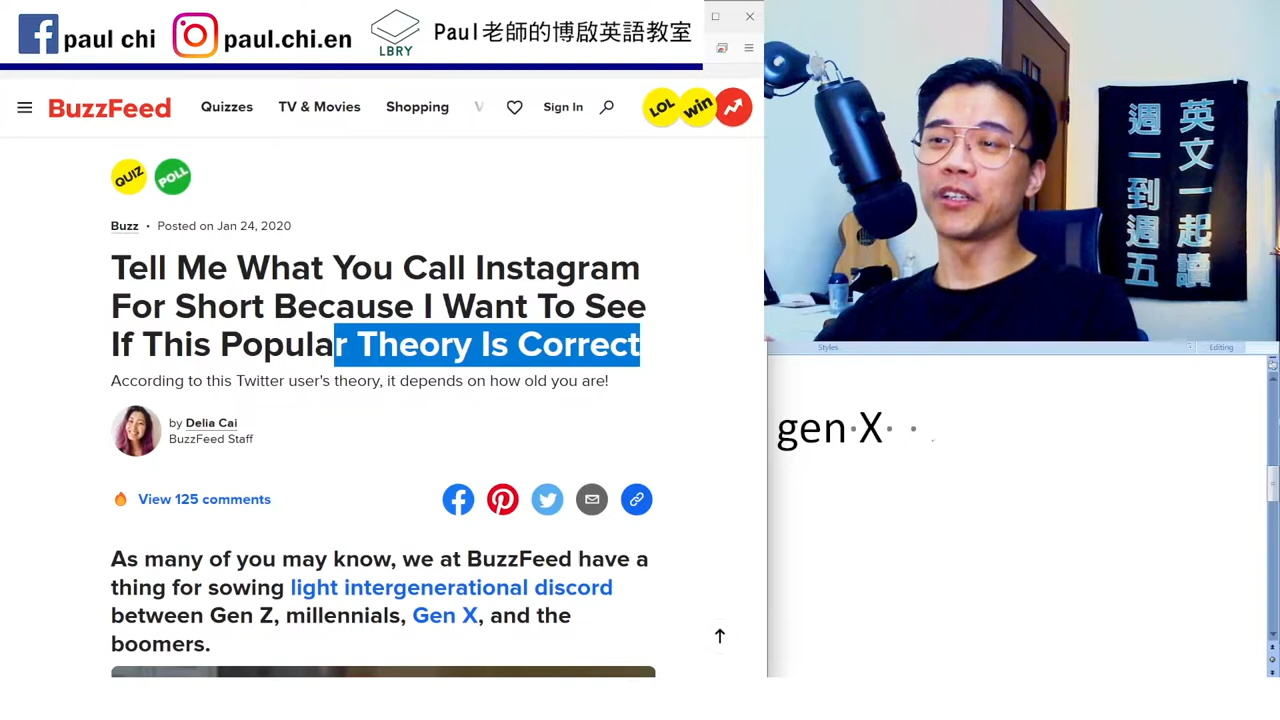 paul chi
paul.chi.en
LBRY
Paul老師的博啟英語教室
BuzzFeed
Quizzes
TV & Movies
Shopping
Sign In
LOL
win
QUIZ
POLL
Buzz • Posted on Jan 24, 2020
Tell Me What You Call Instagram
For Short Because I Want To See
If This Popular Theory Is Correct
According to this Twitter user's theory, it depends on how old you are!
by Delia Cai
BuzzFeed Staff
View 125 comments
As many of you may know, we at BuzzFeed have a
thing for sowing light intergenerational discord
between Gen Z, millennials, Gen X, and the
boomers.
英文一起讀
週一到週五
Styles
Editing
gen X